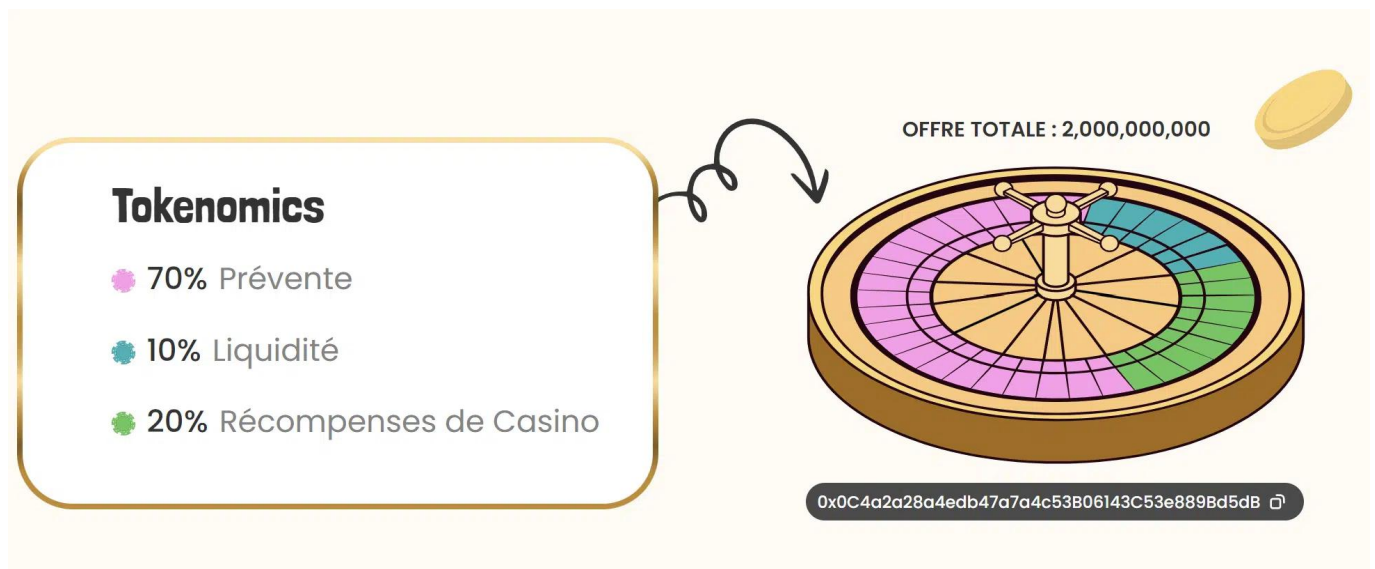 Tokenomics
70% Prévente
10% Liquidité
20% Récompenses de Casino
OFFRE TOTALE : 2,000,000,000
0x0C4a2a28a4edb47a7a4c53B06143C53e889Bd5dB